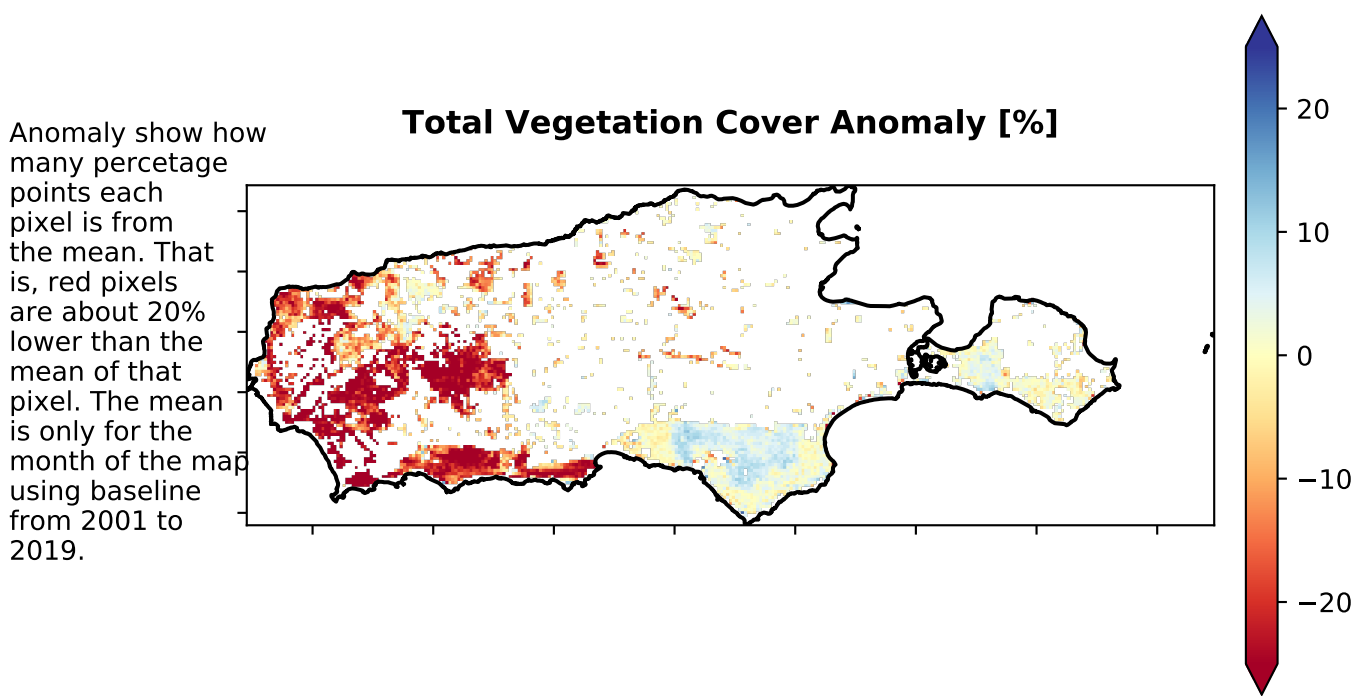 Total Vegetation Cover Anomaly [%]
Anomaly show how
many percetage
points each
pixel is from
the mean. That
is, red pixels
are about 20%
lower than the
mean of that
pixel. The mean
is only for the
month of the map
using baseline
from 2001 to
2019.
20
10
0
−10
−20